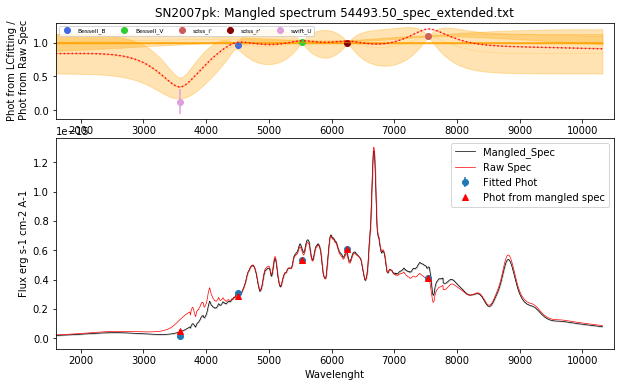 SN2007pk: Mangled spectrum 54493.50_spec_extended.txt
Phot from LCfitting /
Phot from Raw Spec
1.0
0.5
0.0
Bessell_B
Bessell_V
sdss_i'
sdss_r'
swift_U
2000 3000 4000 5000 6000 7000 8000 9000 10000
Flux erg s-1 cm-2 A-1
1.2
1.0
0.8
0.6
0.4
0.2
0.0
Mangled_Spec
Raw Spec
Fitted Phot
Phot from mangled spec
2000 3000 4000 5000 6000 7000 8000 9000 10000
Wavelenght